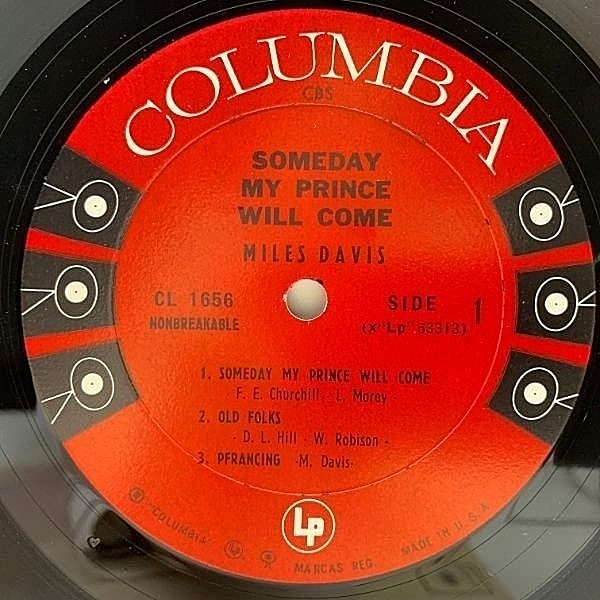 COLUMBIA
CBS
SOMEDAY
MY PRINCE
WILL COME
MILES DAVIS
CL 1656
NONBREAKABLE
SIDE 1
(x"Lp" 53313)
1. SOMEDAY MY PRINCE WILL COME
- F. E. Churchill - L. Morey -
2. OLD FOLKS
- D. L. Hill - W. Robison -
3. PFRANCING -M. Davis-
Lp
® "COLUMBIA" MARCAS REG. MADE IN U.S.A.